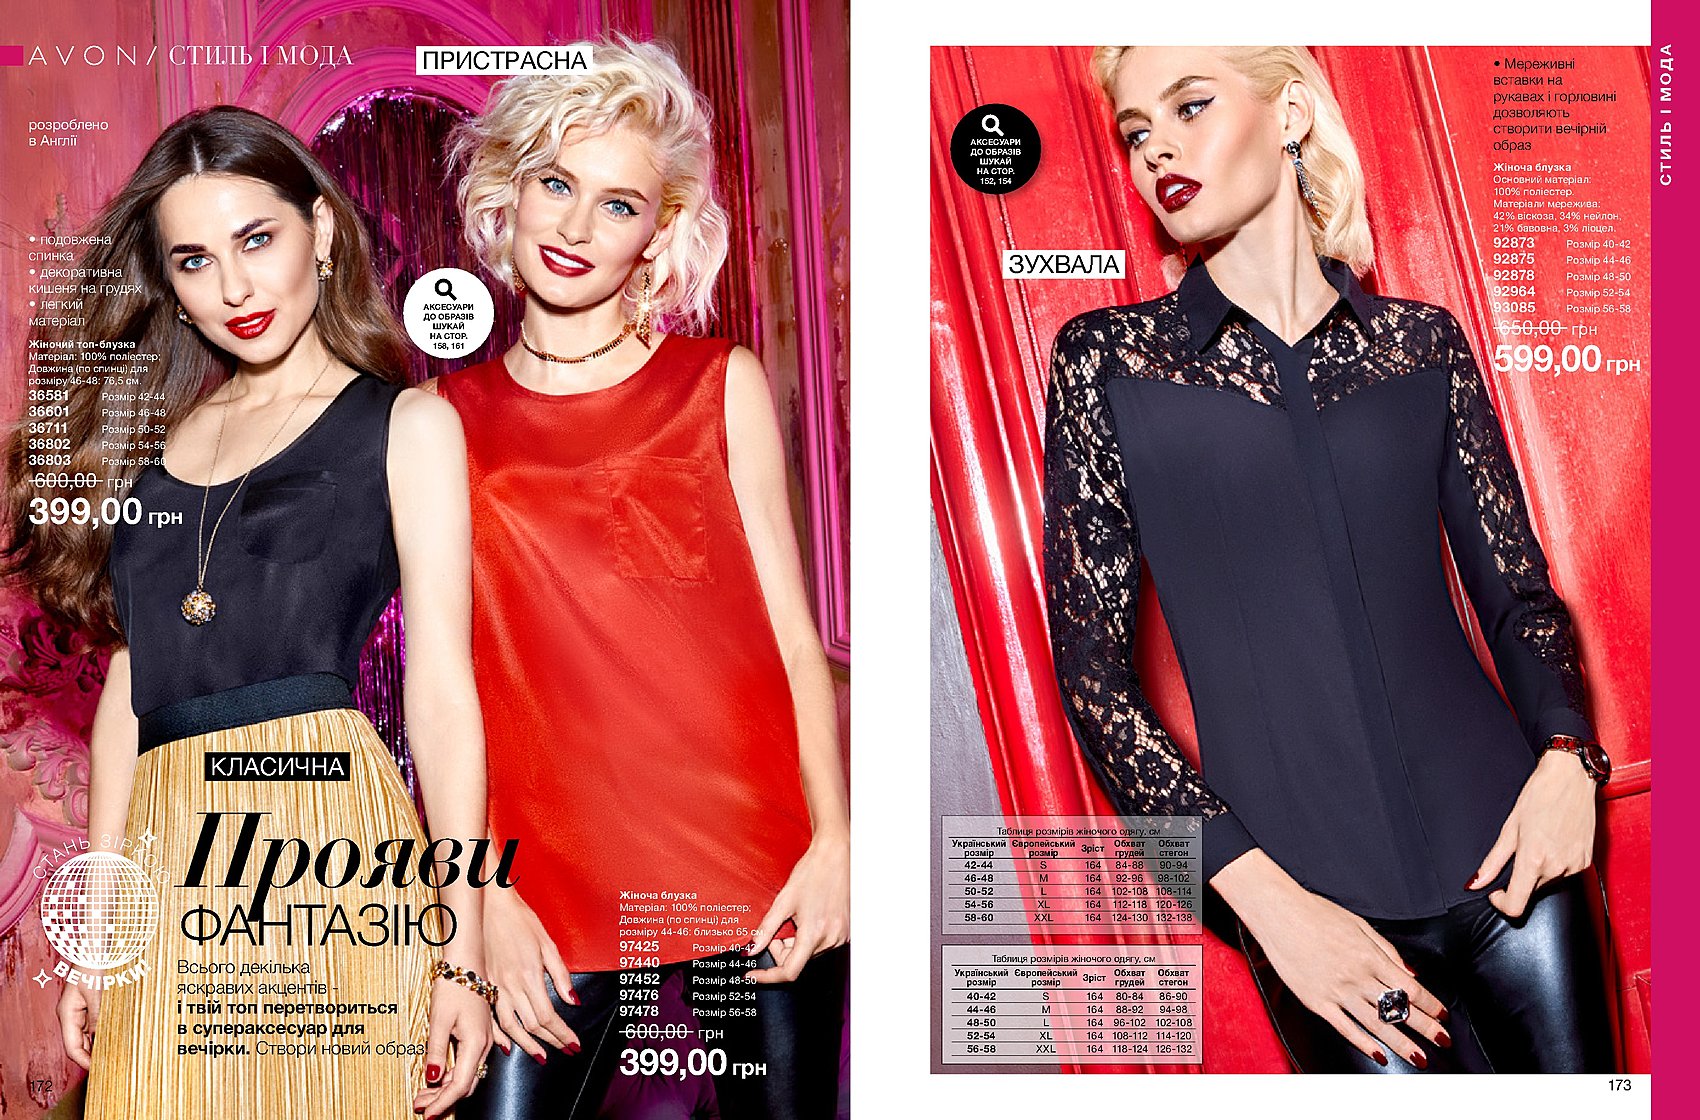 AVON / СТИЛЬ І МОДА
ПРИСТРАСНА
розроблено
в Англії
• подовжена
спинка
• декоративна
кишеня на грудях
• легкий
матеріал
Жіночий топ-блузка
Матеріал: 100% поліестер;
Довжина (по спинці) для
розміру 46-48: 76,5 см.
36581 Розмір 42-44
36601 Розмір 46-48
36711 Розмір 50-52
36802 Розмір 54-56
36803 Розмір 58-60
600,00 грн
399,00 грн
АКСЕСУАРИ
ДО ОБРАЗІВ
ШУКАЙ
НА СТОР.
158, 161
КЛАСИЧНА
СТАНЬ ЗІРКОЮ
ВЕЧІРКИ!
Прояви
ФАНТАЗІЮ
Всього декілька
яскравих акцентів -
і твій топ перетвориться
в супераксесуар для
вечірки. Створи новий образ!
Жіноча блузка
Матеріал: 100% поліестер;
Довжина (по спинці) для
розміру 44-46: близько 65 см.
97425 Розмір 40-42
97440 Розмір 44-46
97452 Розмір 48-50
97476 Розмір 52-54
97478 Розмір 56-58
600,00 грн
399,00 грн
172
АКСЕСУАРИ
ДО ОБРАЗІВ
ШУКАЙ
НА СТОР.
152, 154
ЗУХВАЛА
• Мереживні
вставки на
рукавах і горловині
дозволяють
створити вечірній
образ
Жіноча блузка
Основний матеріал:
100% поліестер.
Матеріали мережива:
42% віскоза, 34% нейлон,
21% бавовна, 3% ліоцел.
92873 Розмір 40-42
92875 Розмір 44-46
92878 Розмір 48-50
92964 Розмір 52-54
93085 Розмір 56-58
650,00 грн
599,00 грн
СТИЛЬ І МОДА
Таблиця розмірів жіночого одягу, см
Український розмір Європейський розмір Зріст Обхват грудей Обхват стегон
42-44 S 164 84-88 90-94
46-48 M 164 92-96 98-102
50-52 L 164 102-108 108-114
54-56 XL 164 112-118 120-126
58-60 XXL 164 124-130 132-138
Таблиця розмірів жіночого одягу, см
Український розмір Європейський розмір Зріст Обхват грудей Обхват стегон
40-42 S 164 80-84 86-90
44-46 M 164 88-92 94-98
48-50 L 164 96-102 102-108
52-54 XL 164 108-112 114-120
56-58 XXL 164 118-124 126-132
173